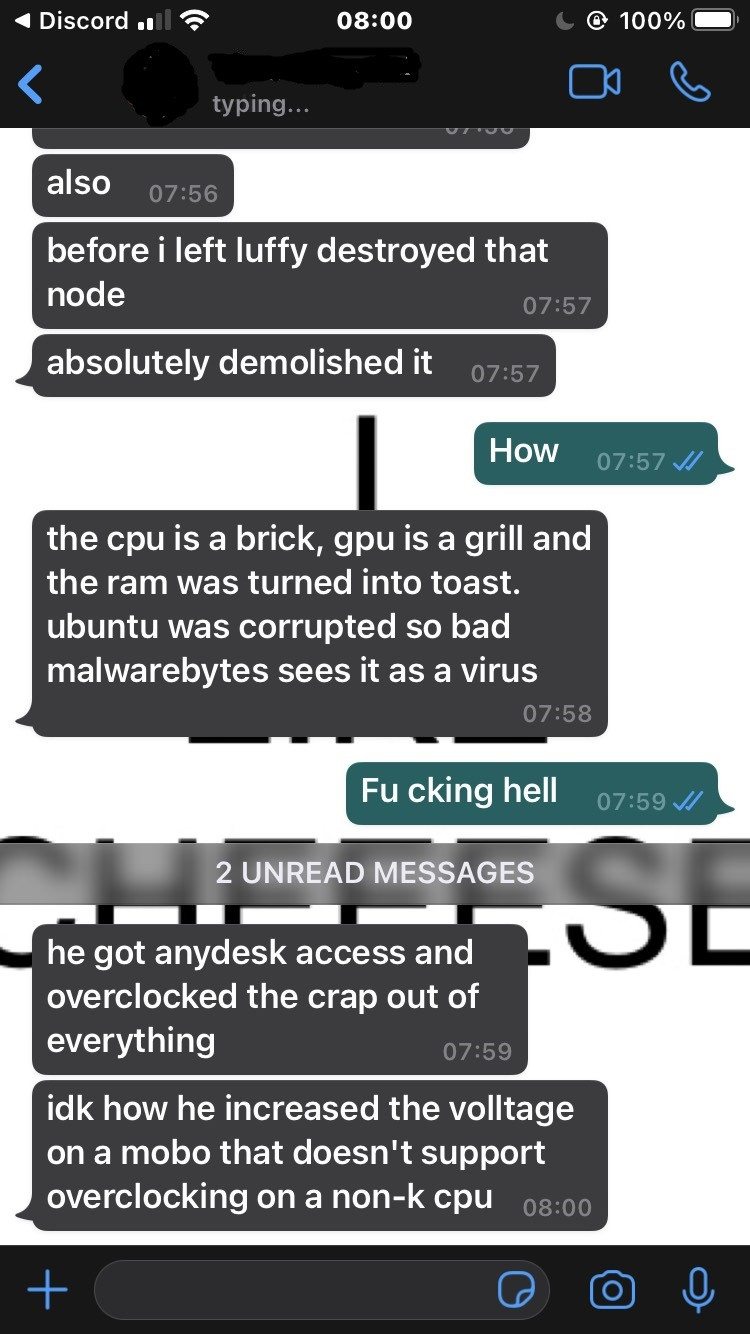 Discord
08:00
100%
typing...
also 07:56
before i left luffy destroyed that
node 07:57
absolutely demolished it 07:57
How 07:57
the cpu is a brick, gpu is a grill and
the ram was turned into toast.
ubuntu was corrupted so bad
malwarebytes sees it as a virus
07:58
Fu cking hell 07:59
2 UNREAD MESSAGES
he got anydesk access and
overclocked the crap out of
everything 07:59
idk how he increased the volltage
on a mobo that doesn't support
overclocking on a non-k cpu 08:00